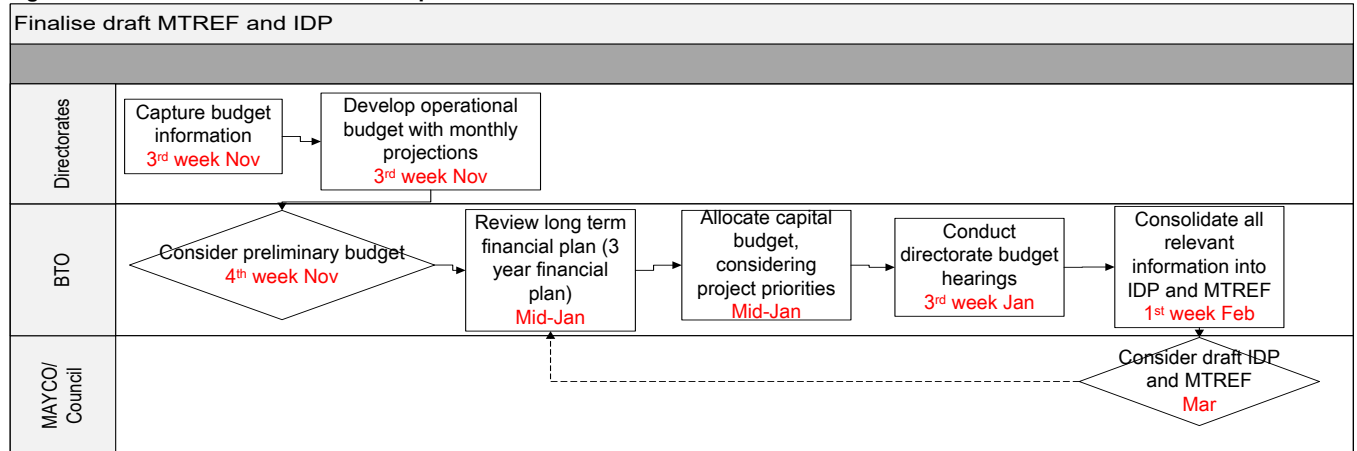 Finalise draft MTREF and IDP
Directorates
Capture budget
information
3rd week Nov
Develop operational
budget with monthly
projections
3rd week Nov
BTO
Consider preliminary budget
4th week Nov
Review long term
financial plan (3
year financial
plan)
Mid-Jan
Allocate capital
budget,
considering
project priorities
Mid-Jan
Conduct
directorate budget
hearings
3rd week Jan
Consolidate all
relevant
information into
IDP and MTREF
1st week Feb
MAYCO/
Council
Consider draft IDP
and MTREF
Mar